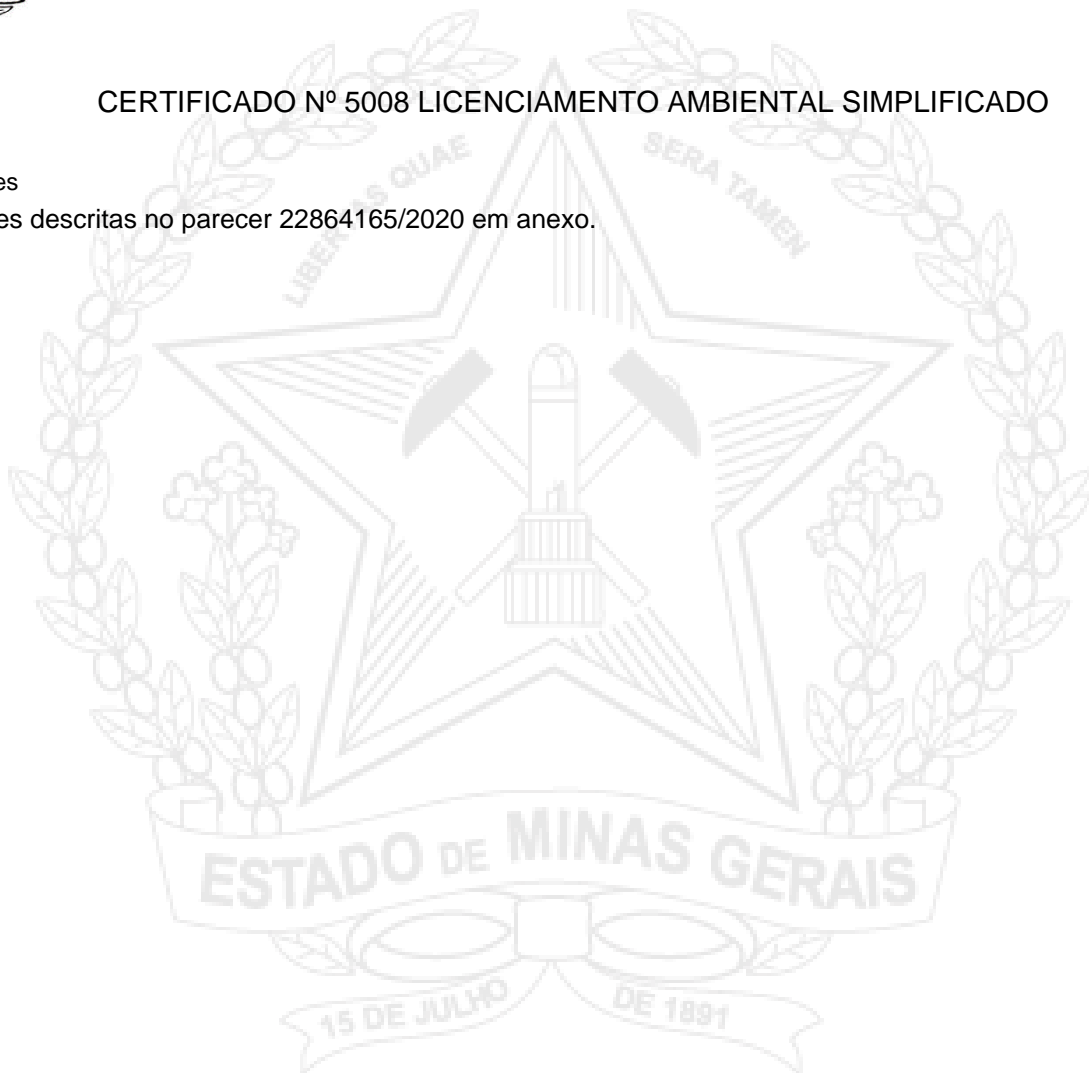 CERTIFICADO Nº 5008 LICENCIAMENTO AMBIENTAL SIMPLIFICADO
es
es descritas no parecer 22864165/2020 em anexo.
LIBERTAS QUAE SERA TAMEN
ESTADO DE MINAS GERAIS
15 DE JULHO DE 1891